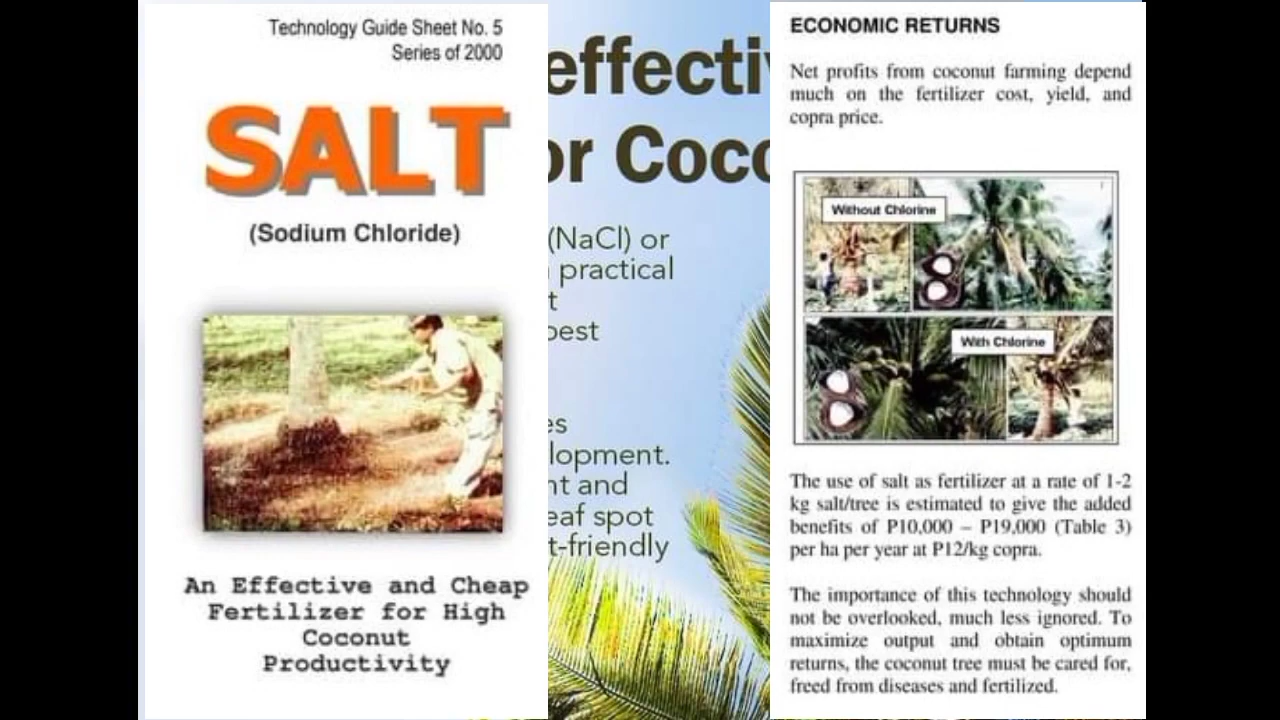 Technology Guide Sheet No. 5
Series of 2000
SALT
(Sodium Chloride)
An Effective and Cheap
Fertilizer for High
Coconut
Productivity
or
(NaCl) or
practical
best
lopment.
and
eaf spot
t-friendly
ECONOMIC RETURNS
Net profits from coconut farming depend
much on the fertilizer cost, yield, and
copra price.
Without Chlorine
With Chlorine
The use of salt as fertilizer at a rate of 1-2
kg salt/tree is estimated to give the added
benefits of P10,000 – P19,000 (Table 3)
per ha per year at P12/kg copra.
The importance of this technology should
not be overlooked, much less ignored. To
maximize output and obtain optimum
returns, the coconut tree must be cared for,
freed from diseases and fertilized.